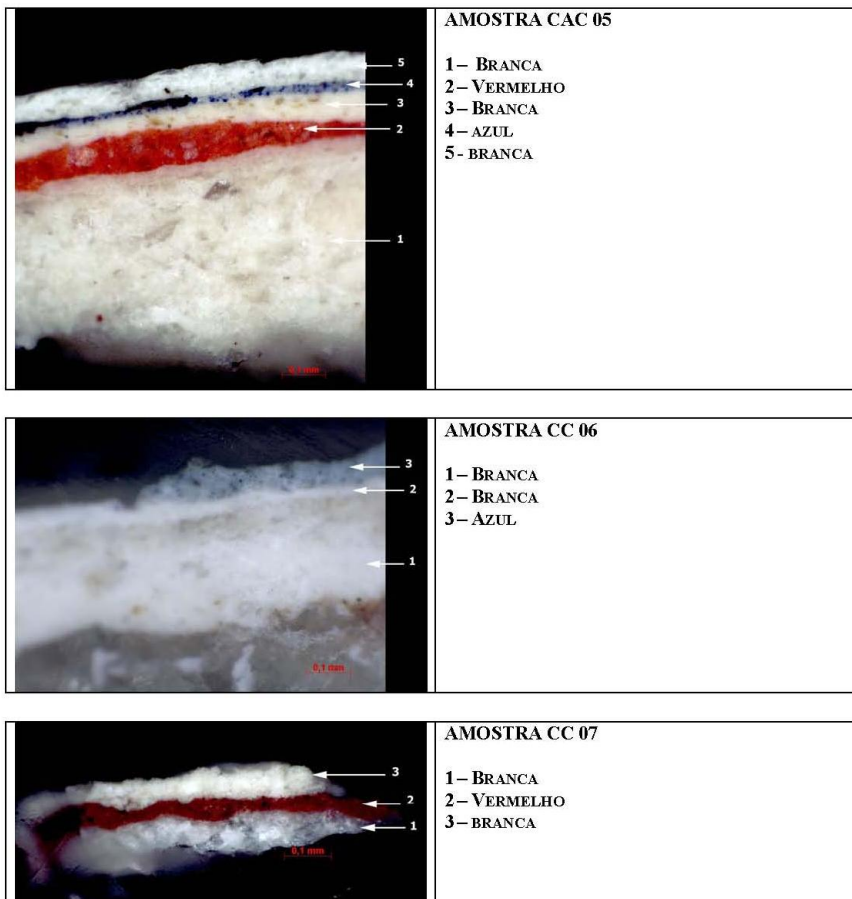 AMOSTRA CAC 05
1 – BRANCA
2 – VERMELHO
3 – BRANCA
4 – AZUL
5 - BRANCA
5
4
3
2
1
0,1 mm
AMOSTRA CC 06
1 – BRANCA
2 – BRANCA
3 – AZUL
3
2
1
0,1 mm
AMOSTRA CC 07
1 – BRANCA
2 – VERMELHO
3 – BRANCA
3
2
1
0,1 mm